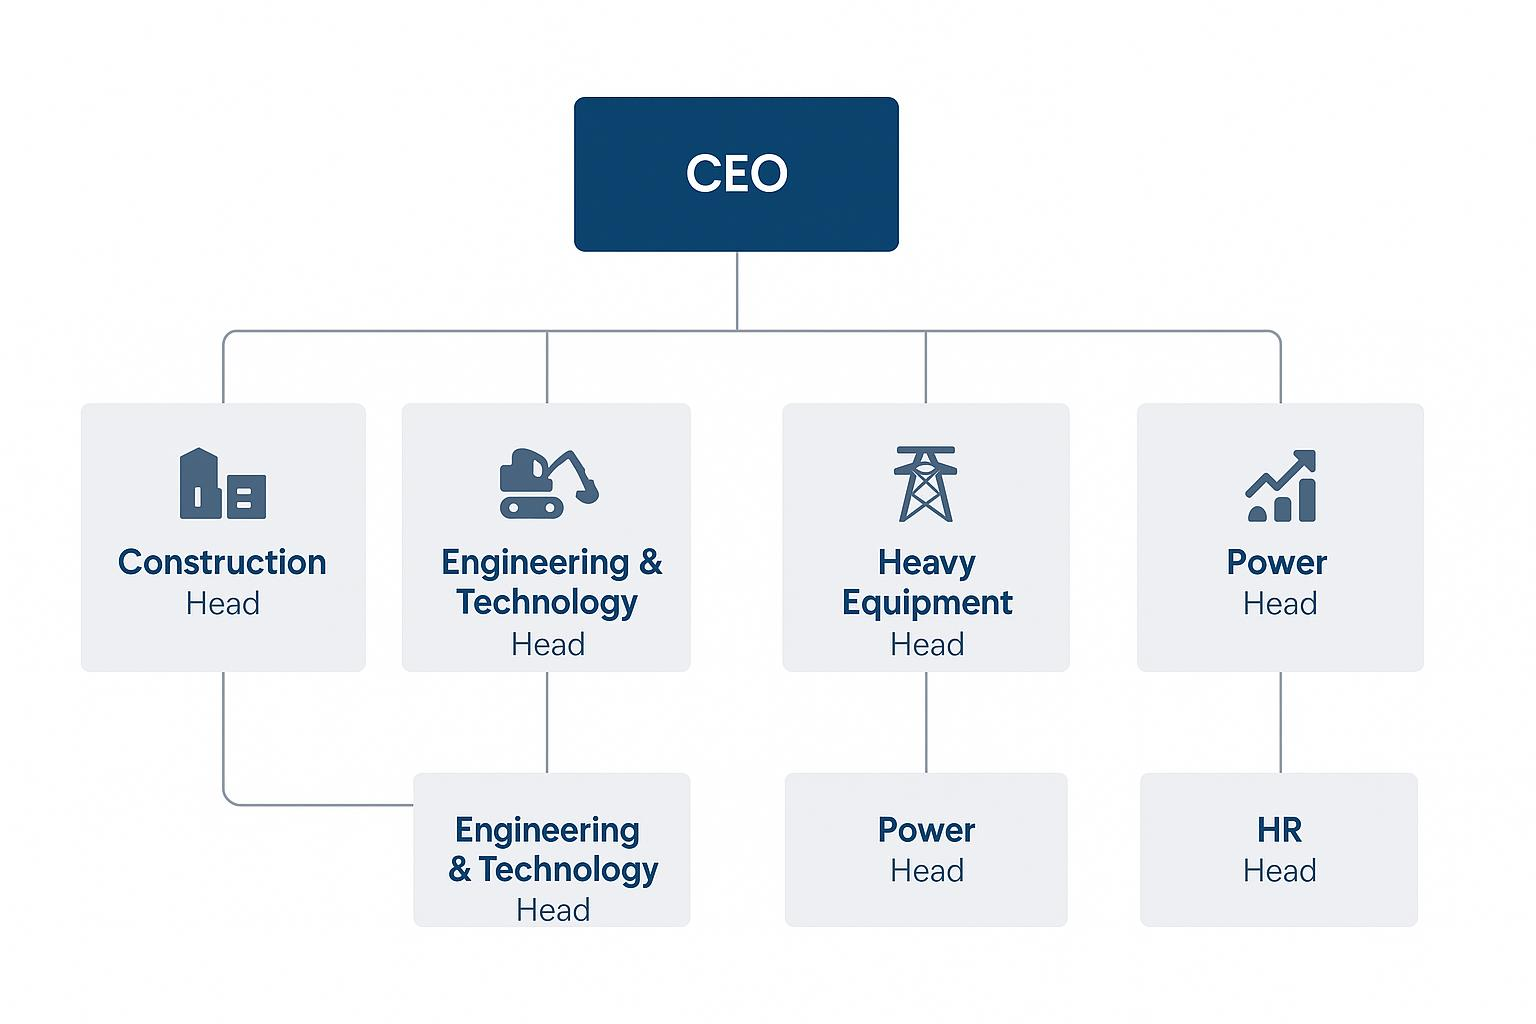 CEO
Construction
Head
Engineering &
Technology
Head
Heavy
Equipment
Head
Power
Head
Engineering
& Technology
Head
Power
Head
HR
Head